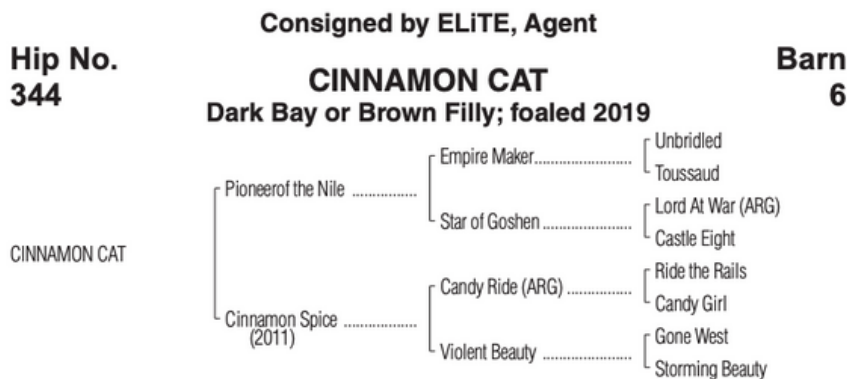 Consigned by ELiTE, Agent
Hip No.
344
Barn
6
CINNAMON CAT
Dark Bay or Brown Filly; foaled 2019
Unbridled
Empire Maker..........................
Toussaud
Pioneerof the Nile .................
Lord At War (ARG)
Star of Goshen ........................
Castle Eight
CINNAMON CAT
Ride the Rails
Candy Ride (ARG) .................
Candy Girl
Cinnamon Spice ...................
(2011)
Gone West
Violent Beauty ........................
Storming Beauty